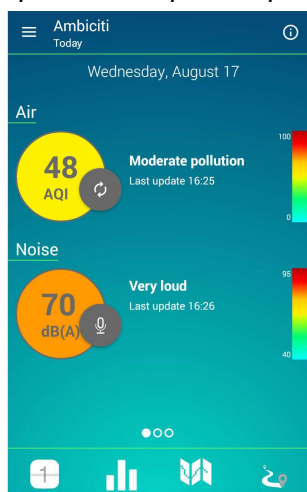 Ambiciti
Today
Wednesday, August 17
Air
48
AQI
Moderate pollution
Last update 16:25
100
0
Noise
70
dB(A)
Very loud
Last update 16:26
95
40
1